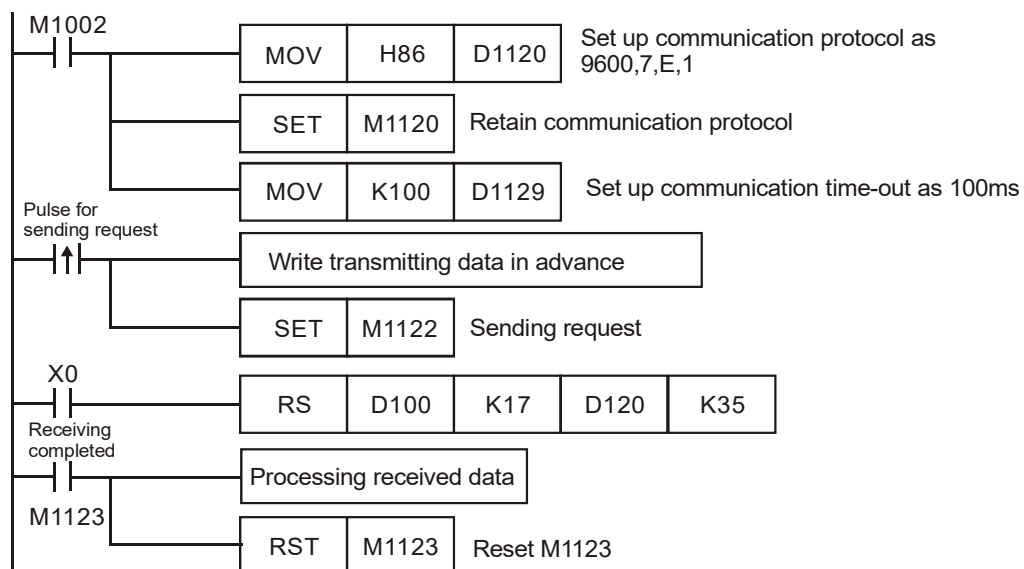 M1002
MOV H86 D1120
Set up communication protocol as
9600,7,E,1
SET M1120
Retain communication protocol
MOV K100 D1129
Set up communication time-out as 100ms
Pulse for
sending request
Write transmitting data in advance
SET M1122
Sending request
X0
RS D100 K17 D120 K35
Receiving
completed
Processing received data
M1123
RST M1123
Reset M1123